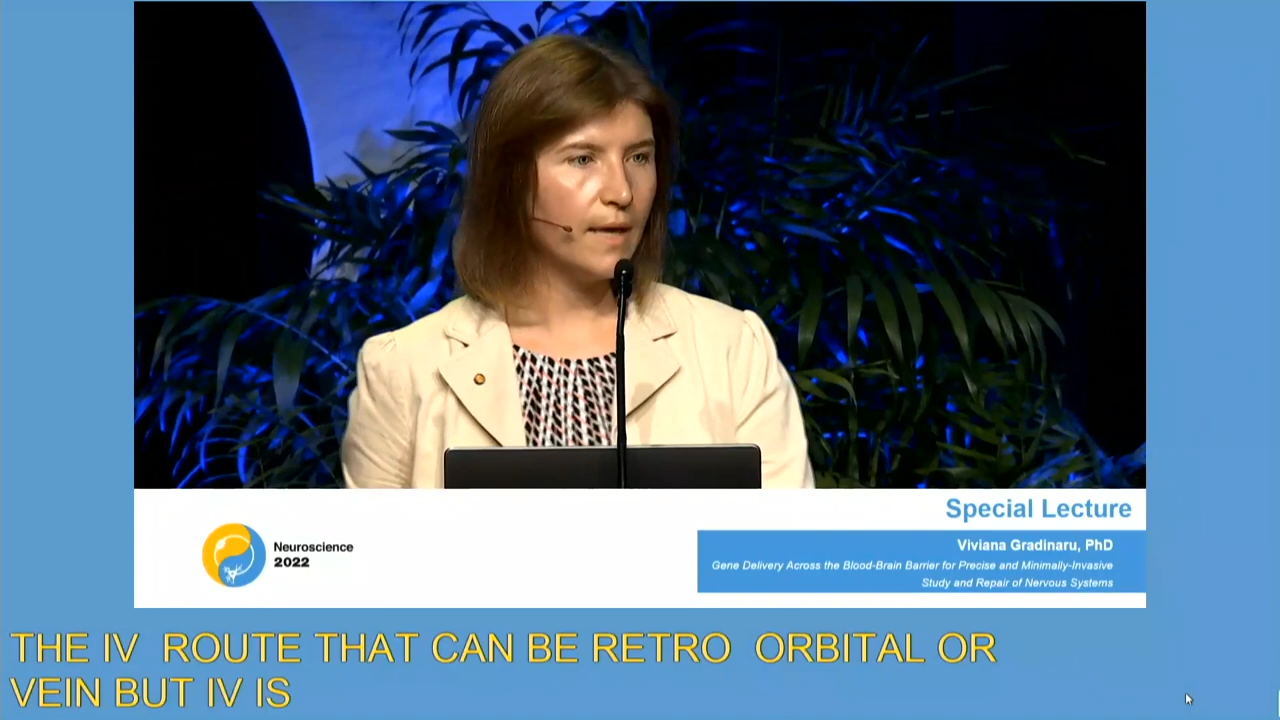 Special Lecture
Neuroscience
2022
Viviana Gradinaru, PhD
Gene Delivery Across the Blood-Brain Barrier for Precise and Minimally-Invasive
Study and Repair of Nervous Systems
THE IV  ROUTE THAT CAN BE RETRO  ORBITAL OR
VEIN BUT IV IS